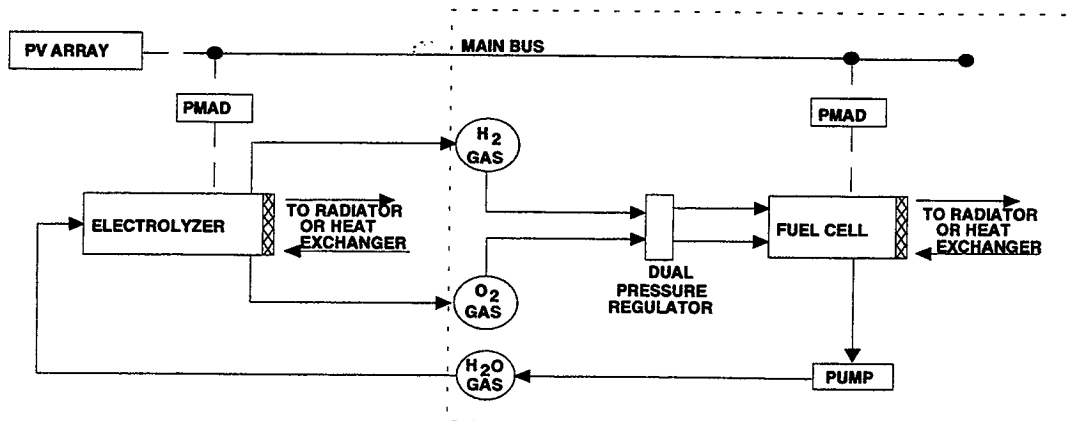 PV ARRAY
MAIN BUS
PMAD
PMAD
H2
GAS
ELECTROLYZER
TO RADIATOR
OR HEAT
EXCHANGER
FUEL CELL
TO RADIATOR
OR HEAT
EXCHANGER
DUAL
PRESSURE
REGULATOR
O2
GAS
H2O
GAS
PUMP